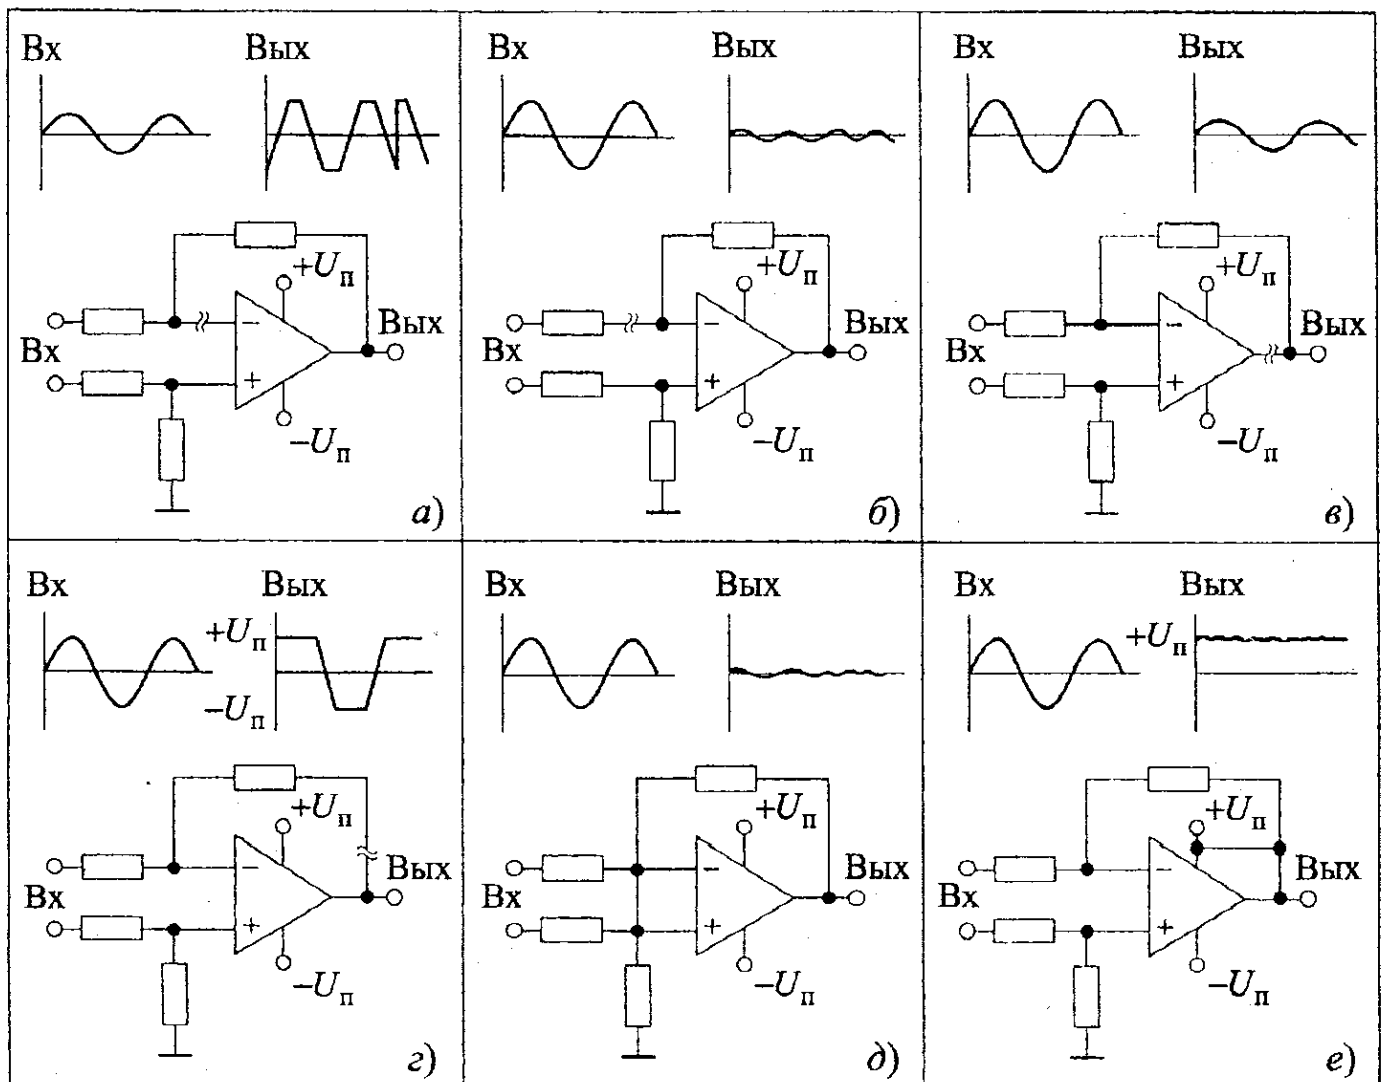 Вх Вых
+Uп
− Вых
Вх
+
−Uп
а)
Вх Вых
+Uп
− Вых
Вх
+
−Uп
б)
Вх Вых
+Uп
− Вых
Вх
+
−Uп
в)
Вх Вых
+Uп
−Uп
+Uп
− Вых
Вх
+
−Uп
г)
Вх Вых
+Uп
− Вых
Вх
+
−Uп
д)
Вх Вых
+Uп
+Uп
− Вых
Вх
+
−Uп
е)